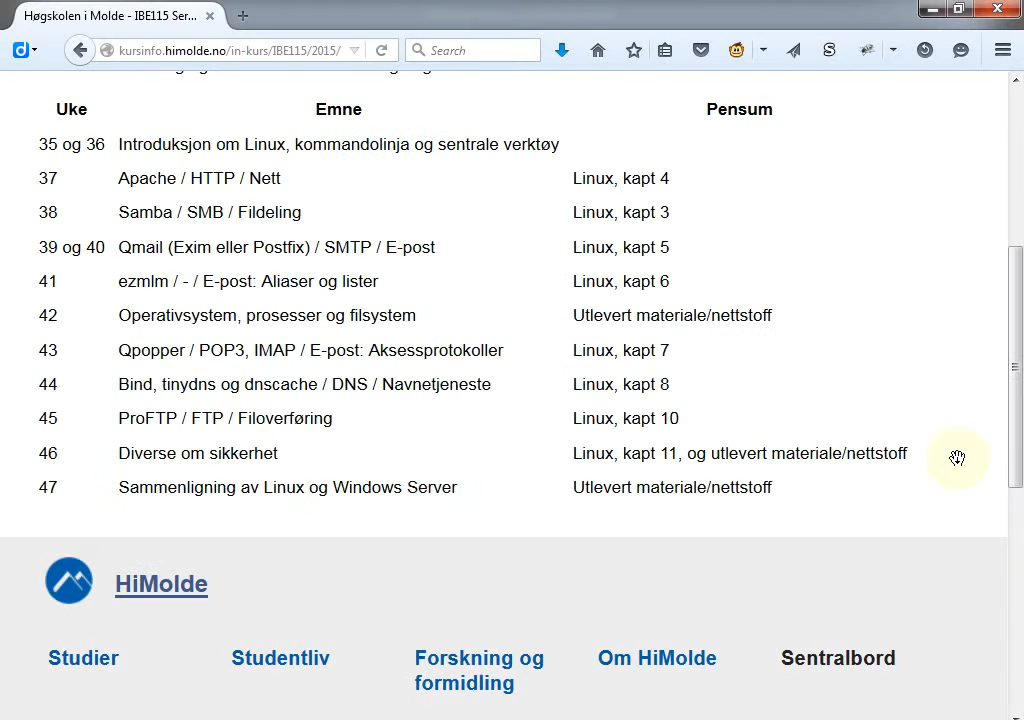 Høgskolen i Molde - IBE115 Ser...
kursinfo.himolde.no/in-kurs/IBE115/2015/
Search
Uke Emne Pensum
35 og 36 Introduksjon om Linux, kommandolinja og sentrale verktøy
37 Apache / HTTP / Nett Linux, kapt 4
38 Samba / SMB / Fildeling Linux, kapt 3
39 og 40 Qmail (Exim eller Postfix) / SMTP / E-post Linux, kapt 5
41 ezmlm / - / E-post: Aliaser og lister Linux, kapt 6
42 Operativsystem, prosesser og filsystem Utlevert materiale/nettstoff
43 Qpopper / POP3, IMAP / E-post: Aksessprotokoller Linux, kapt 7
44 Bind, tinydns og dnscache / DNS / Navnetjeneste Linux, kapt 8
45 ProFTP / FTP / Filoverføring Linux, kapt 10
46 Diverse om sikkerhet Linux, kapt 11, og utlevert materiale/nettstoff
47 Sammenligning av Linux og Windows Server Utlevert materiale/nettstoff
HiMolde
Studier Studentliv Forskning og Om HiMolde Sentralbord
formidling